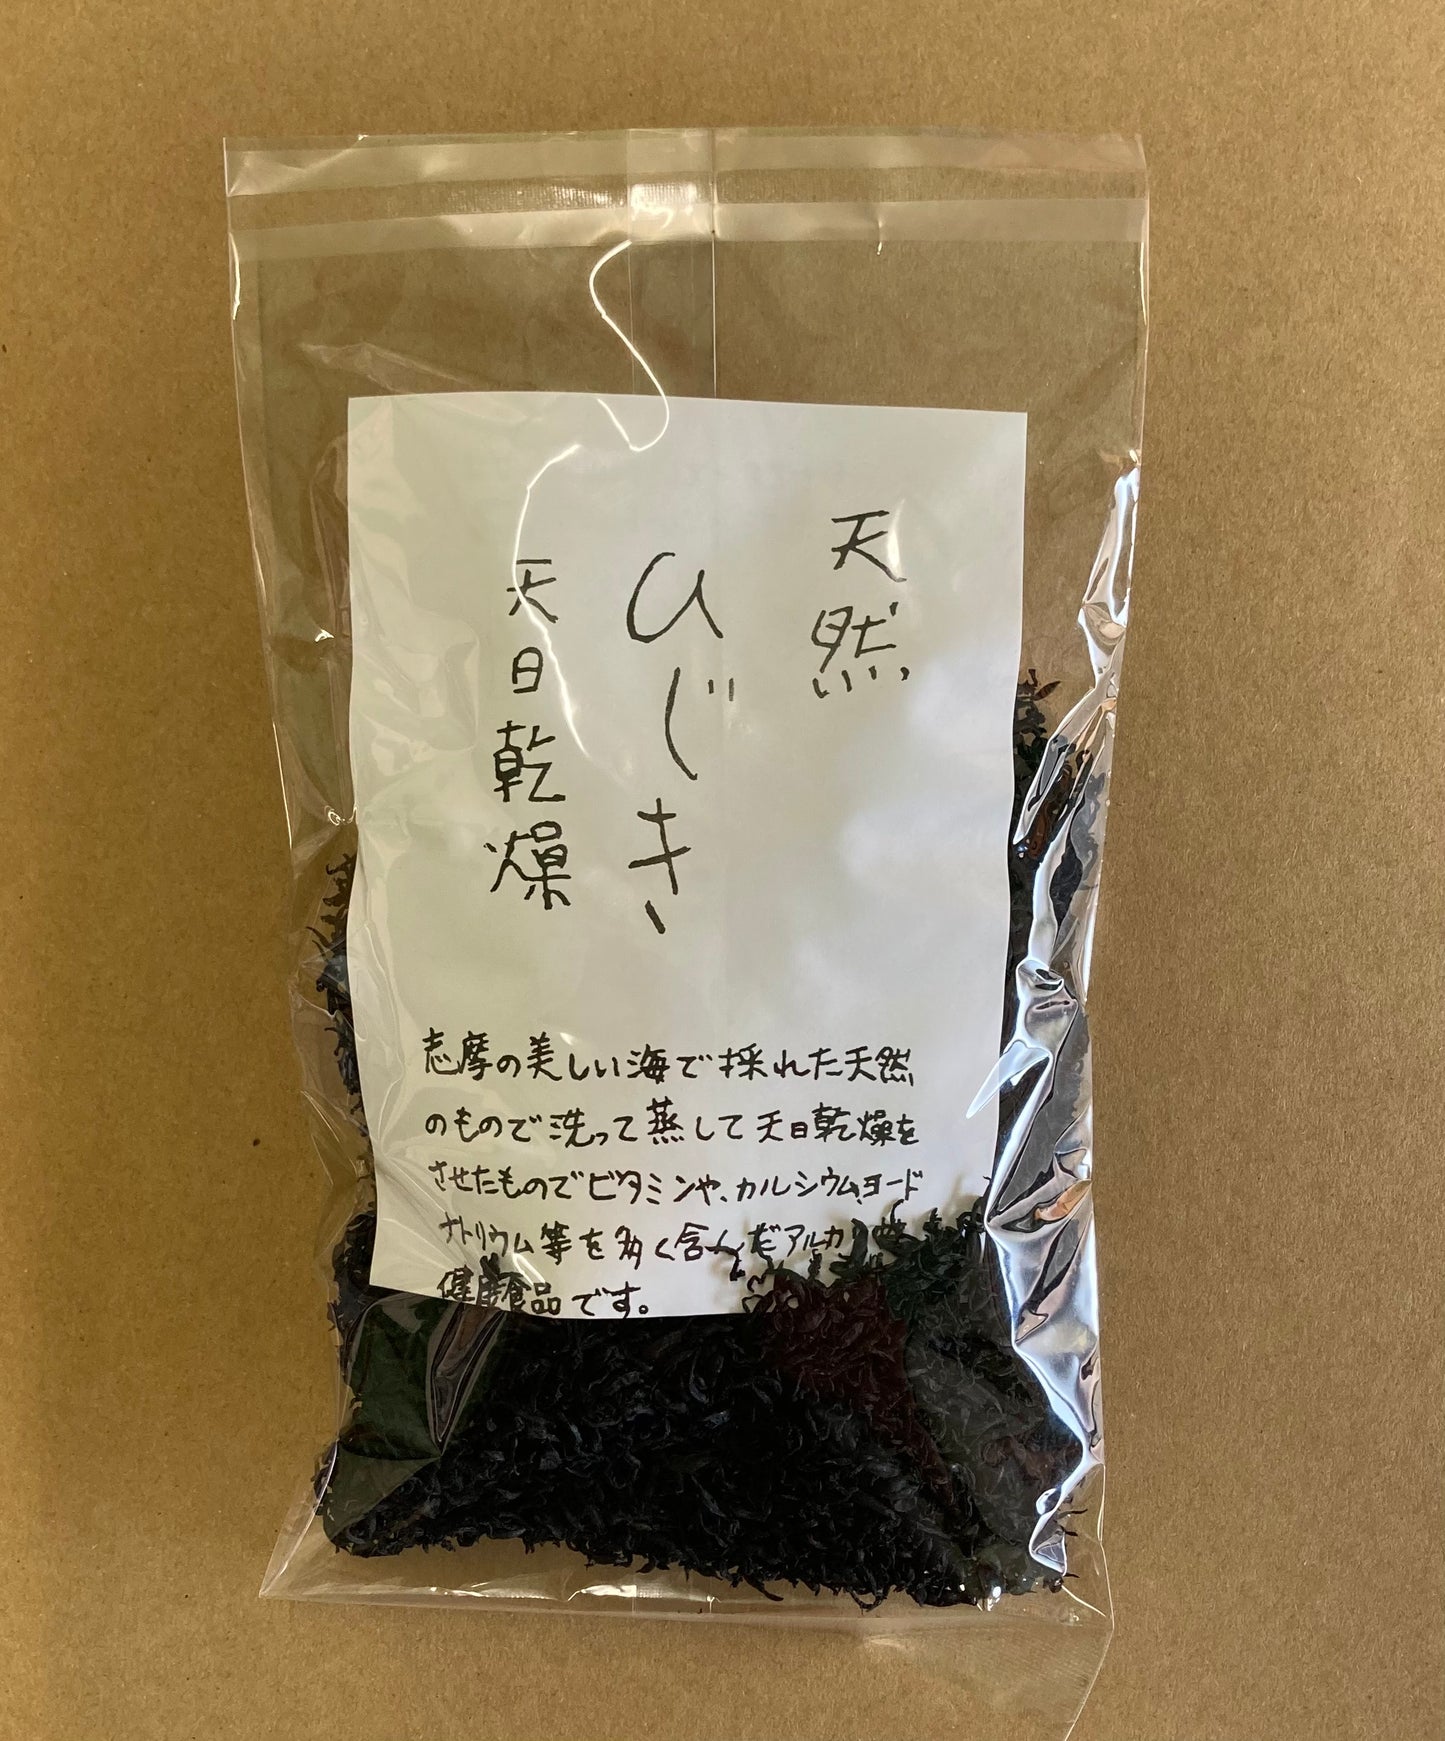 天然
ひじき
天日乾燥
志摩の美しい海で採れた天然
のもので洗って蒸して天日乾燥を
させたものでビタミンや、カルシウム、ヨード
ナトリウム等を多く含んだアルカリ性
健康食品です。